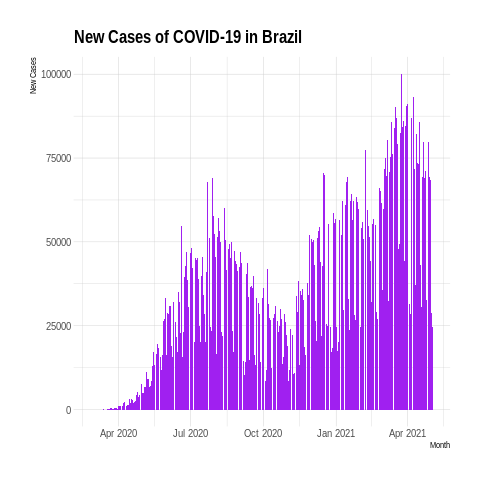 New Cases of COVID-19 in Brazil
New Cases
100000
75000
50000
25000
0
Apr 2020 Jul 2020 Oct 2020 Jan 2021 Apr 2021
Month